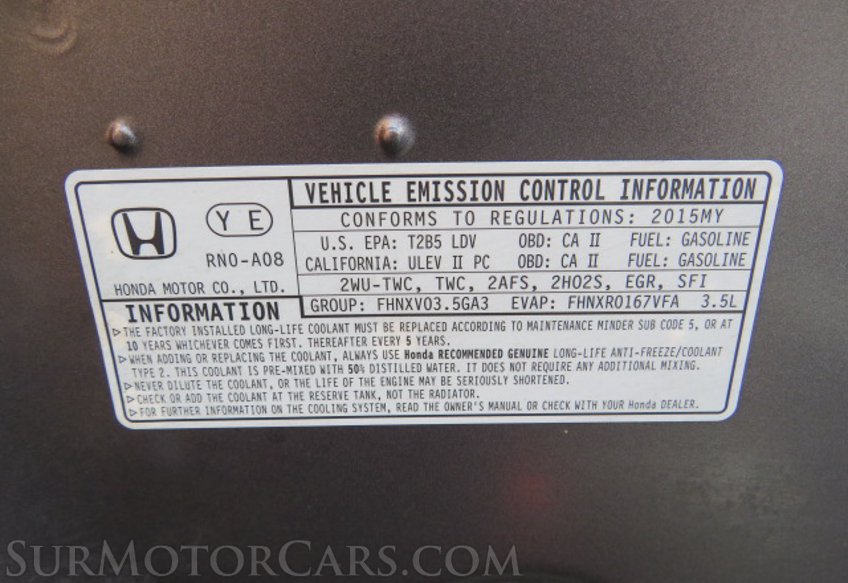 VEHICLE EMISSION CONTROL INFORMATION
Y E
CONFORMS TO REGULATIONS: 2015MY
RN0-A08
U.S. EPA: T2B5 LDV OBD: CA II FUEL: GASOLINE
CALIFORNIA: ULEV II PC OBD: CA II FUEL: GASOLINE
HONDA MOTOR CO., LTD.
2WU-TWC, TWC, 2AFS, 2HO2S, EGR, SFI
INFORMATION
GROUP: FHNXV03.5GA3 EVAP: FHNXR0167VFA 3.5L
▷THE FACTORY INSTALLED LONG-LIFE COOLANT MUST BE REPLACED ACCORDING TO MAINTENANCE MINDER SUB CODE 5, OR AT
10 YEARS WHICHEVER COMES FIRST. THEREAFTER EVERY 5 YEARS.
▷WHEN ADDING OR REPLACING THE COOLANT, ALWAYS USE Honda RECOMMENDED GENUINE LONG-LIFE ANTI-FREEZE/COOLANT
TYPE 2. THIS COOLANT IS PRE-MIXED WITH 50% DISTILLED WATER. IT DOES NOT REQUIRE ANY ADDITIONAL MIXING.
▷NEVER DILUTE THE COOLANT, OR THE LIFE OF THE ENGINE MAY BE SERIOUSLY SHORTENED.
▷CHECK OR ADD THE COOLANT AT THE RESERVE TANK, NOT THE RADIATOR.
▷FOR FURTHER INFORMATION ON THE COOLING SYSTEM, READ THE OWNER'S MANUAL OR CHECK WITH YOUR Honda DEALER.
SURMOTORCARS.COM